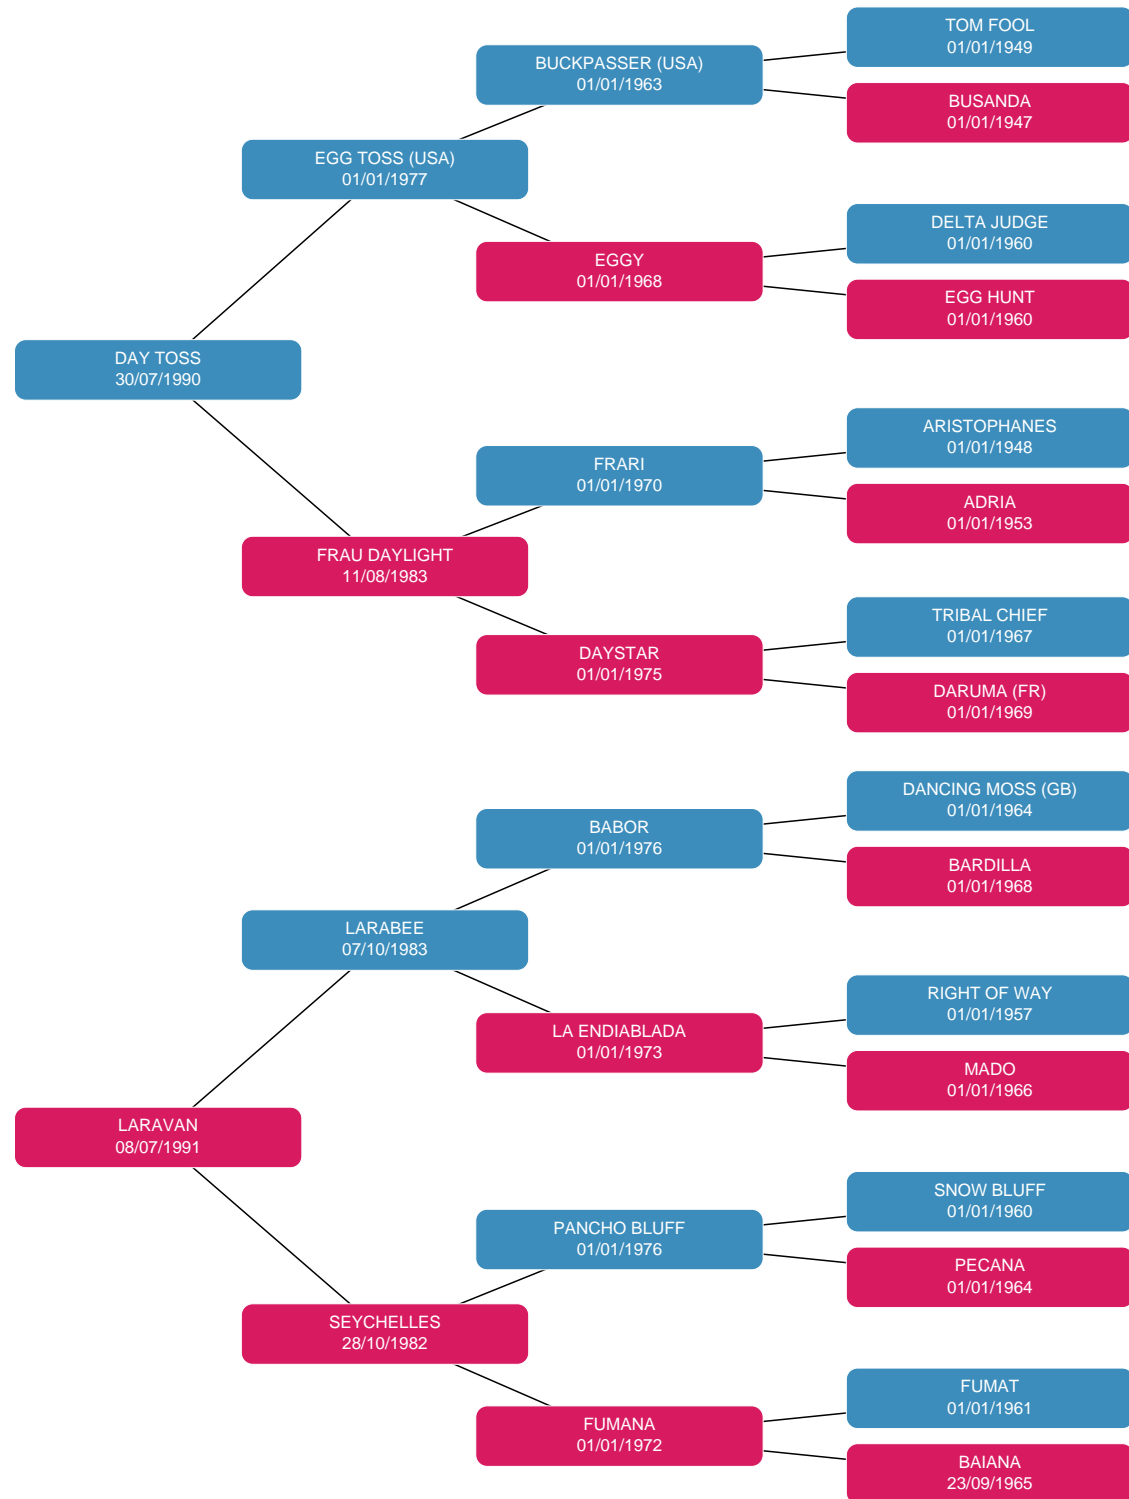 TOM FOOL
01/01/1949
BUCKPASSER (USA)
01/01/1963
BUSANDA
01/01/1947
EGG TOSS (USA)
01/01/1977
DELTA JUDGE
01/01/1960
EGGY
01/01/1968
EGG HUNT
01/01/1960
DAY TOSS
30/07/1990
ARISTOPHANES
01/01/1948
FRARI
01/01/1970
ADRIA
01/01/1953
FRAU DAYLIGHT
11/08/1983
TRIBAL CHIEF
01/01/1967
DAYSTAR
01/01/1975
DARUMA (FR)
01/01/1969
DANCING MOSS (GB)
01/01/1964
BABOR
01/01/1976
BARDILLA
01/01/1968
LARABEE
07/10/1983
RIGHT OF WAY
01/01/1957
LA ENDIABLADA
01/01/1973
MADO
01/01/1966
LARAVAN
08/07/1991
SNOW BLUFF
01/01/1960
PANCHO BLUFF
01/01/1976
PECANA
01/01/1964
SEYCHELLES
28/10/1982
FUMAT
01/01/1961
FUMANA
01/01/1972
BAIANA
23/09/1965